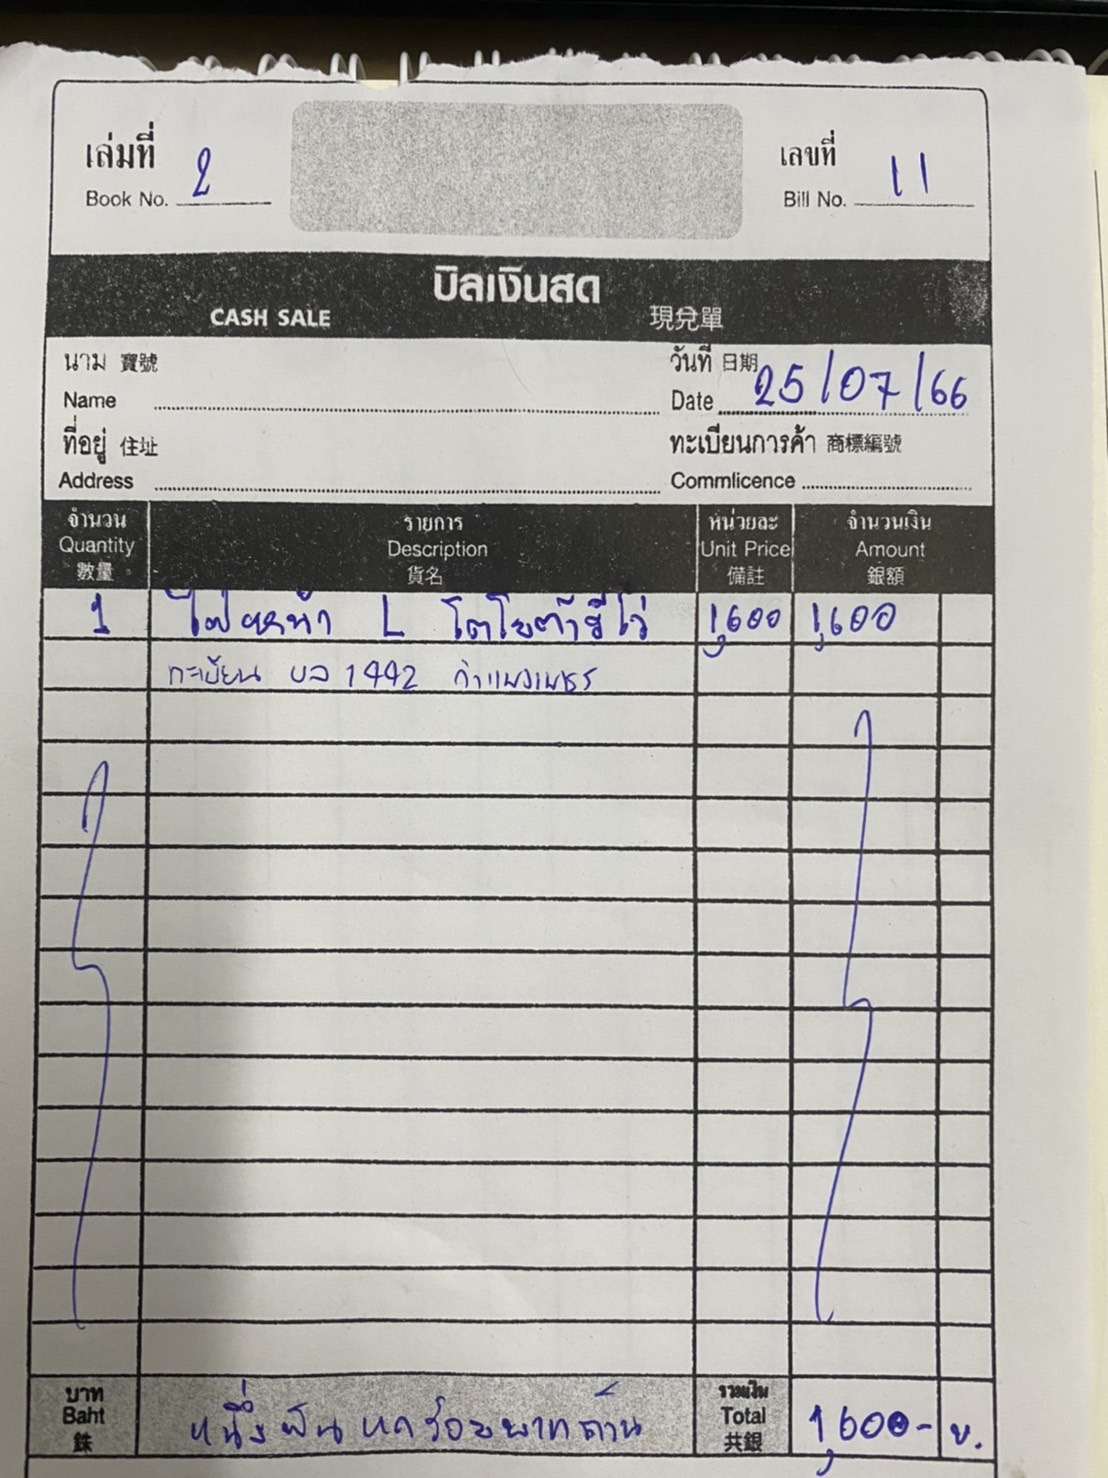 เล่มที่
Book No. 2
เลขที่
Bill No. 11
บิลเงินสด
CASH SALE 現兌單
นาม 寶號
Name
วันที่ 日期
Date 25/07/66
ที่อยู่ 住址
Address
ทะเบียนการค้า 商標編號
Commlicence
จำนวน รายการ หน่วยละ จำนวนเงิน
Quantity Description Unit Price Amount
數量 貨名 備註 銀額
1 ไฟหน้า L โตโยต้าวีโก่ 1,600 1,600
ทะเบียน บล 1442 กำแพงเพชร
บาท รวมเงิน
Baht หนึ่งพันหกร้อยบาทถ้วน Total 1,600- บ.
銖 共銀